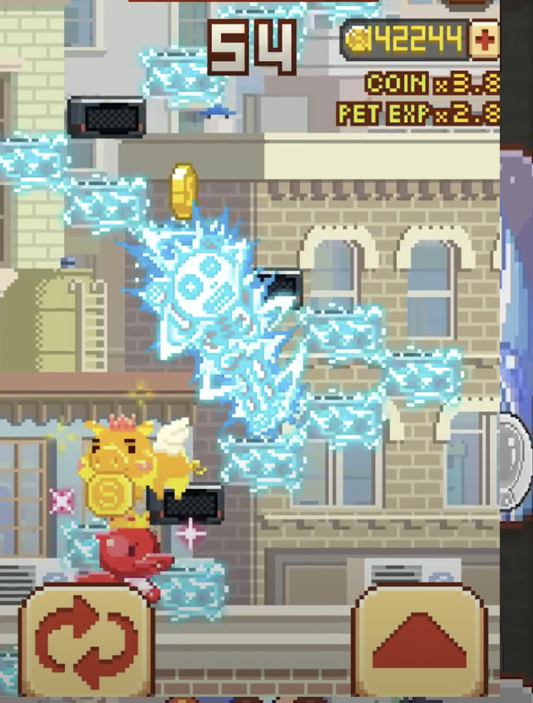 54
42244 +
COIN x3.8
PET EXP x2.8
S